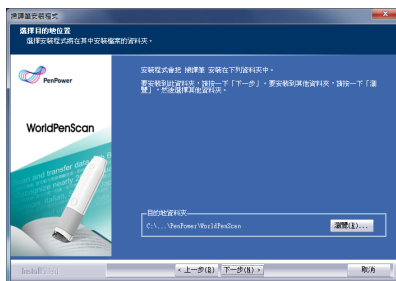 掃譯筆安裝程式
選擇目的地位置
選擇安裝程式將在其中安裝檔案的資料夾。
PenPower
安裝程式會把 掃譯筆 安裝在下列資料夾中。
要安裝到此資料夾，請按一下「下一步」。要安裝到其他資料夾，請按一下「瀏
覽」，然後選擇其他資料夾。
WorldPenScan
目的地資料夾
C:\...\PenPower\WorldPenScan
瀏覽(R)...
InstallShield
< 上一步(B)
下一步(N) >
取消